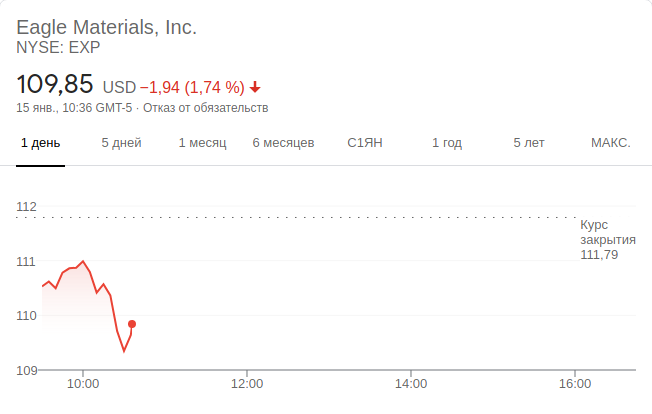 Eagle Materials, Inc.
NYSE: EXP
109,85 USD −1,94 (1,74 %)
15 янв., 10:36 GMT-5 · Отказ от обязательств
1 день 5 дней 1 месяц 6 месяцев С1ЯН 1 год 5 лет МАКС.
112
Курс
закрытия
111,79
111
110
109
10:00 12:00 14:00 16:00